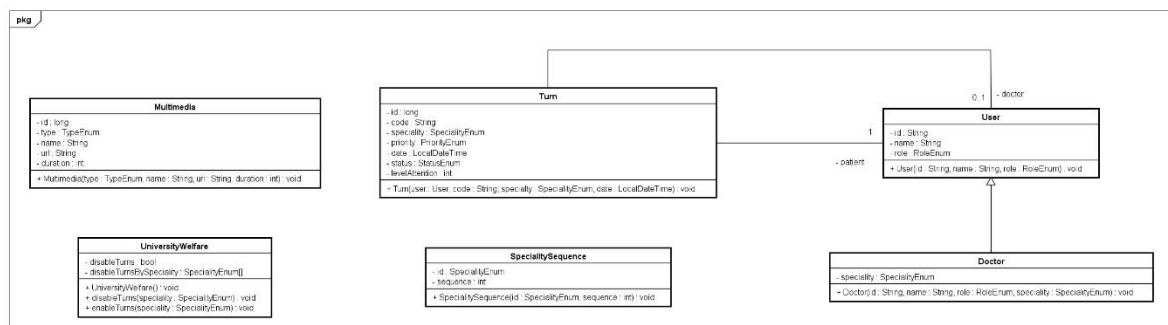 pkg
Multimedia
- id : long
- type : TypeEnum
- name : String
- url : String
- duration : int
+ Multimedia(type : TypeEnum, name : String, url : String, duration : int) : void
Turn
- id : long
- code : String
- speciality : SpecialityEnum
- priority : PriorityEnum
- date : LocalDateTime
- status : StatusEnum
- levelAttention : int
+ Turn(user : User, code : String, specialty : SpecialityEnum, date : LocalDateTime) : void
0..1
- doctor
1
- patient
User
- id : String
- name : String
- role : RoleEnum
+ User(id : String, name : String, role : RoleEnum) : void
UniversityWelfare
- disableTurns : bool
- disableTurnsBySpeciality : SpecialityEnum[]
+ UniversityWelfare() : void
+ disableTurns(speciality : SpecialityEnum) : void
+ enableTurns(speciality : SpecialityEnum) : void
SpecialitySequence
- id : SpecialityEnum
- sequence : int
+ SpecialitySequence(id : SpecialityEnum, sequence : int) : void
Doctor
- speciality : SpecialityEnum
+ Doctor(id : String, name : String, role : RoleEnum, speciality : SpecialityEnum) : void